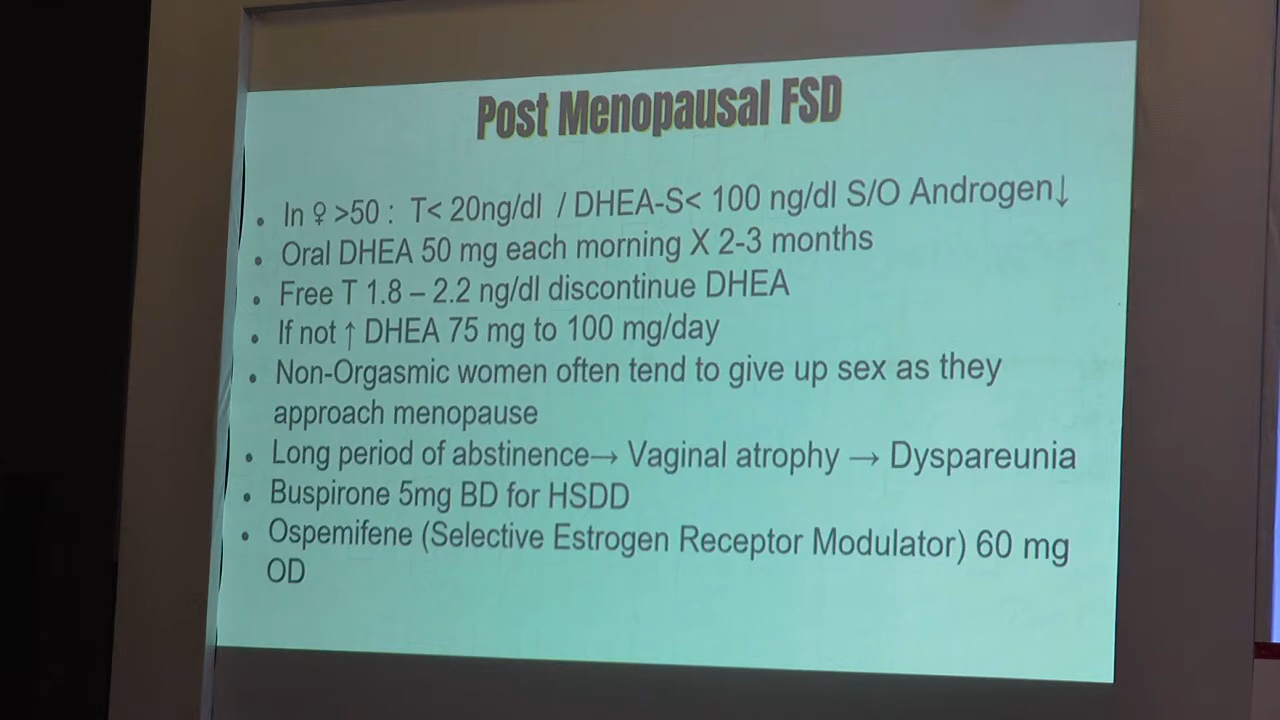 Post Menopausal FSD
• In ♀ >50 : T< 20ng/dl / DHEA-S< 100 ng/dl S/O Androgen↓
• Oral DHEA 50 mg each morning X 2-3 months
• Free T 1.8 – 2.2 ng/dl discontinue DHEA
• If not ↑ DHEA 75 mg to 100 mg/day
• Non-Orgasmic women often tend to give up sex as they
approach menopause
• Long period of abstinence→ Vaginal atrophy → Dyspareunia
• Buspirone 5mg BD for HSDD
• Ospemifene (Selective Estrogen Receptor Modulator) 60 mg
OD